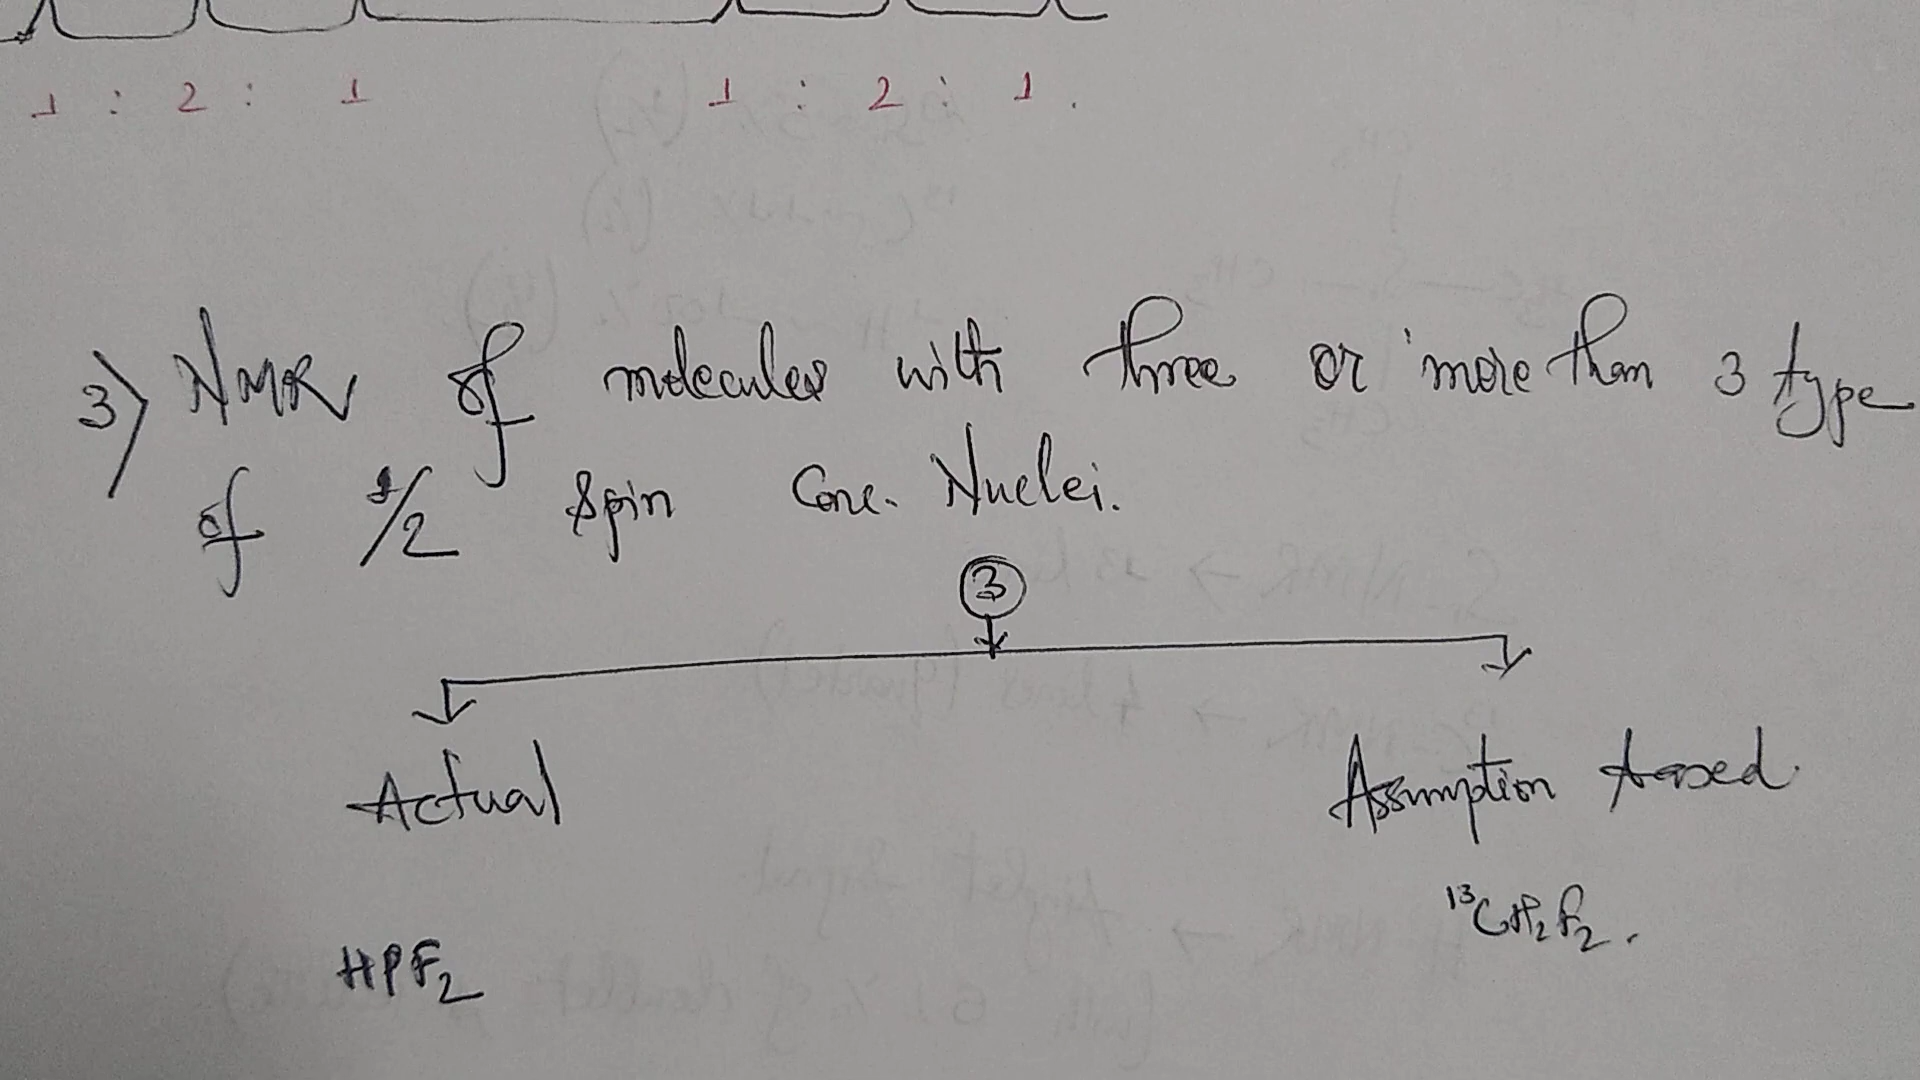 1 : 2 : 1 1 : 2 : 1 .
3) NMR of molecules with three or more than 3 type
of 1/2 spin Conc. Nuclei.
3
Actual Assumption based.
¹³CH₂F₂.
HPF₂